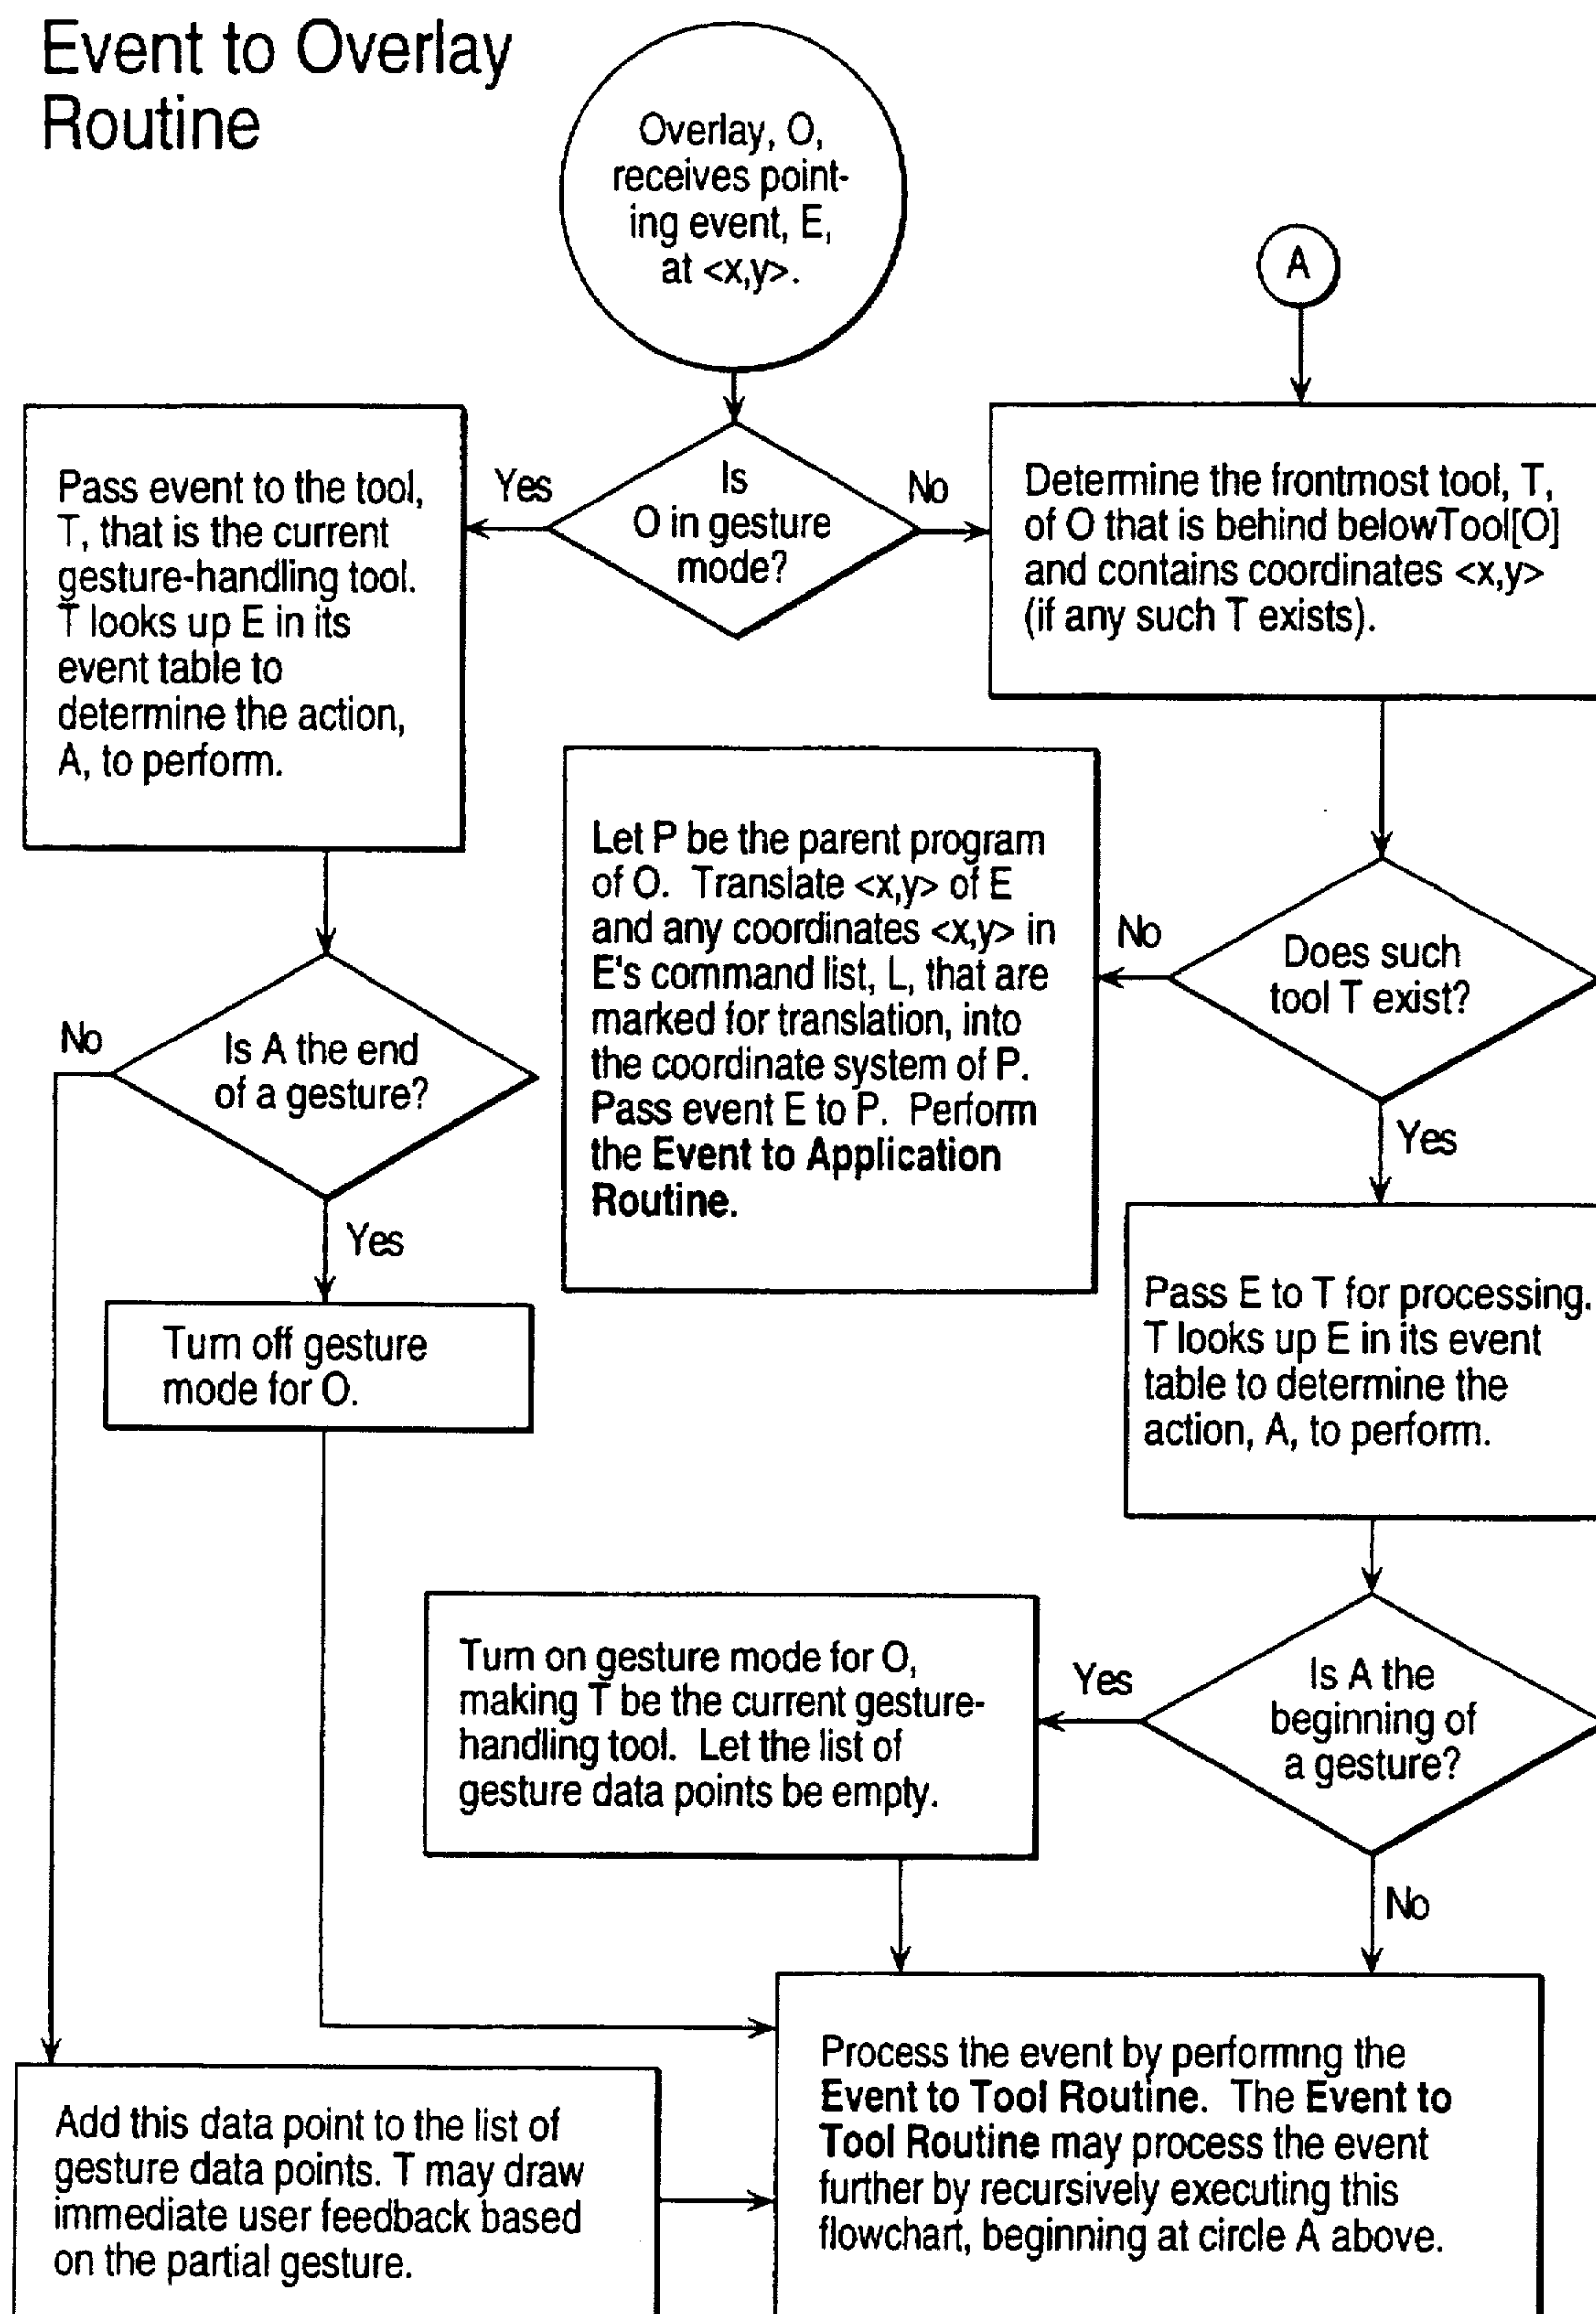 Event to Overlay
Routine
Overlay, O,
receives point-
ing event, E,
at <x,y>.
A
Pass event to the tool,
T, that is the current
gesture-handling tool.
T looks up E in its
event table to
determine the action,
A, to perform.
Yes
Is
O in gesture
mode?
No
Determine the frontmost tool, T,
of O that is behind belowTool[O]
and contains coordinates <x,y>
(if any such T exists).
Let P be the parent program
of O. Translate <x,y> of E
and any coordinates <x,y> in
E's command list, L, that are
marked for translation, into
the coordinate system of P.
Pass event E to P. Perform
the Event to Application
Routine.
No
Does such
tool T exist?
Yes
No
Is A the end
of a gesture?
Yes
Turn off gesture
mode for O.
Pass E to T for processing.
T looks up E in its event
table to determine the
action, A, to perform.
Turn on gesture mode for O,
making T be the current gesture-
handling tool. Let the list of
gesture data points be empty.
Yes
Is A the
beginning of
a gesture?
No
Add this data point to the list of
gesture data points. T may draw
immediate user feedback based
on the partial gesture.
Process the event by performng the
Event to Tool Routine. The Event to
Tool Routine may process the event
further by recursively executing this
flowchart, beginning at circle A above.